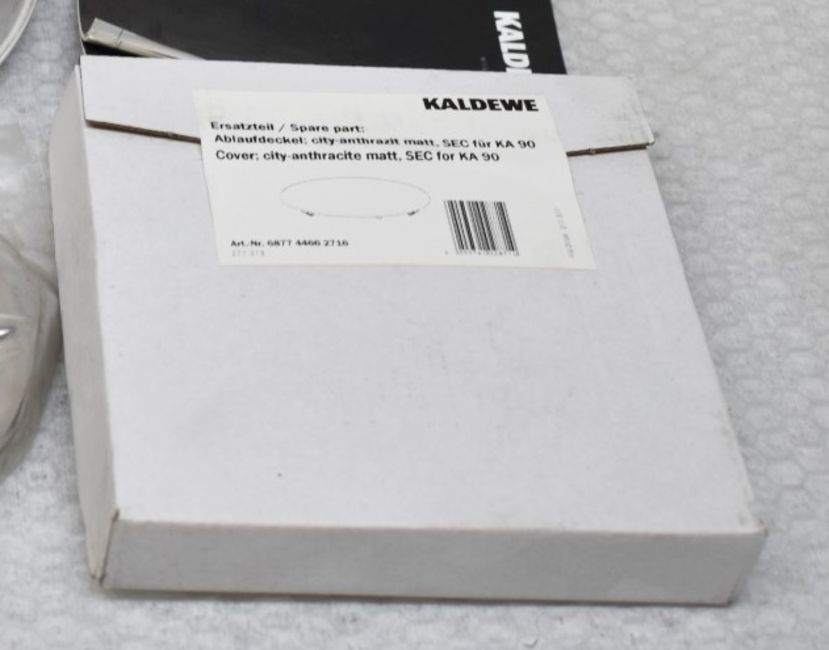 KALD
KALDEWE
Ersatzteil / Spare part:
Ablaufdeckel: city-anthrazit matt, SEC für KA 90
Cover: city-anthracite matt, SEC for KA 90
Art.-Nr. 6877 4466 2716